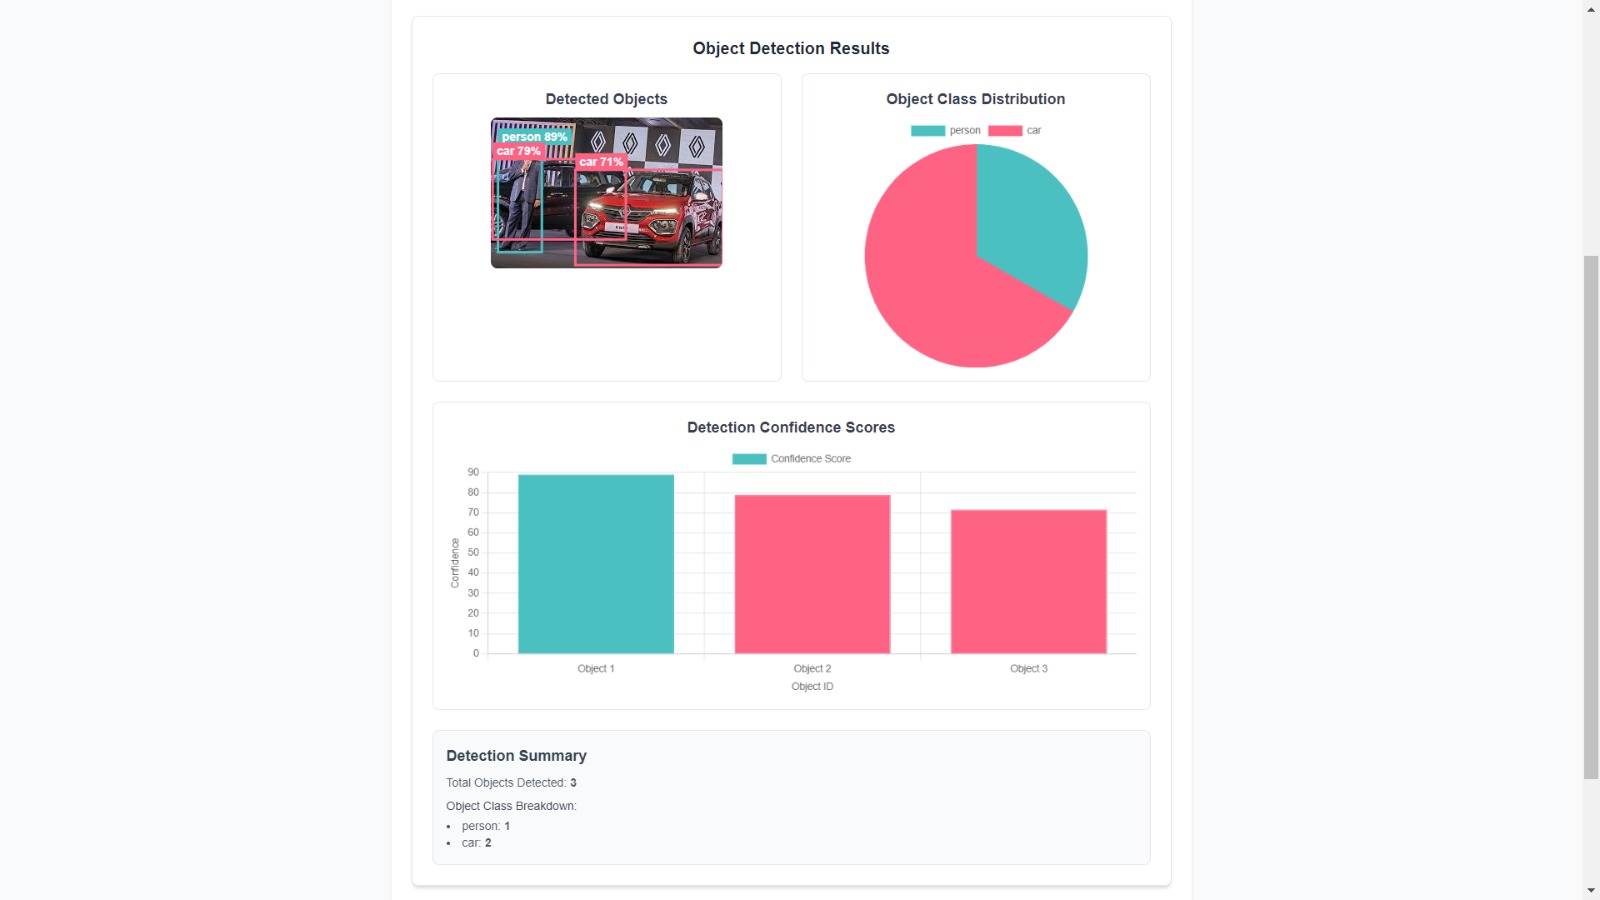 Object Detection Results
Detected Objects
person 89%
car 79%
car 71%
Object Class Distribution
person car
Detection Confidence Scores
Confidence Score
90
80
70
60
50
40
30
20
10
0
Confidence
Object 1 Object 2 Object 3
Object ID
Detection Summary
Total Objects Detected: 3
Object Class Breakdown:
• person: 1
• car: 2